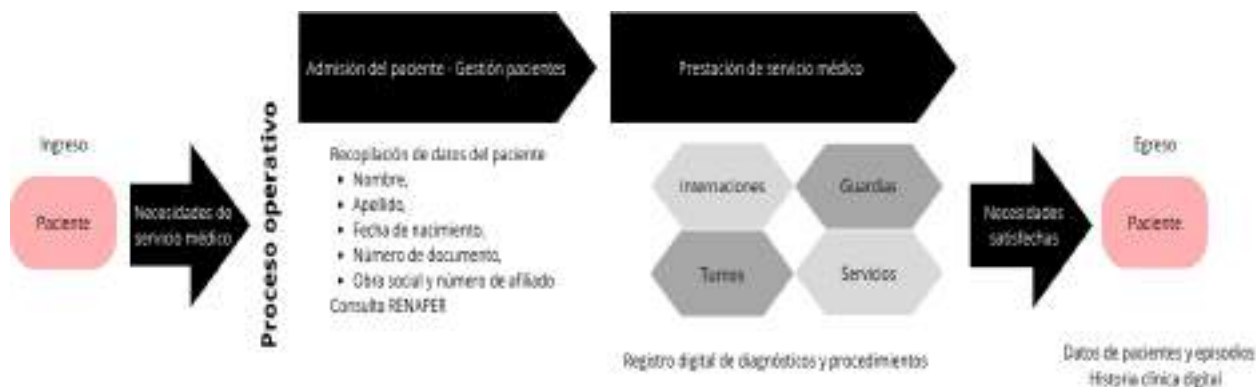 Ingreso
Paciente
Necesidades de
servicio médico
Proceso operativo
Admisión del paciente - Gestión pacientes
Recopilación de datos del paciente
• Nombre,
• Apellido,
• Fecha de nacimiento,
• Número de documento,
• Obra social y número de afiliado
Consulta RENAPER
Prestación de servicio médico
Internaciones
Guardias
Turnos
Servicios
Registro digital de diagnósticos y procedimientos
Necesidades
satisfechas
Egreso
Paciente
Datos de pacientes y episodios
Historia clínica digital